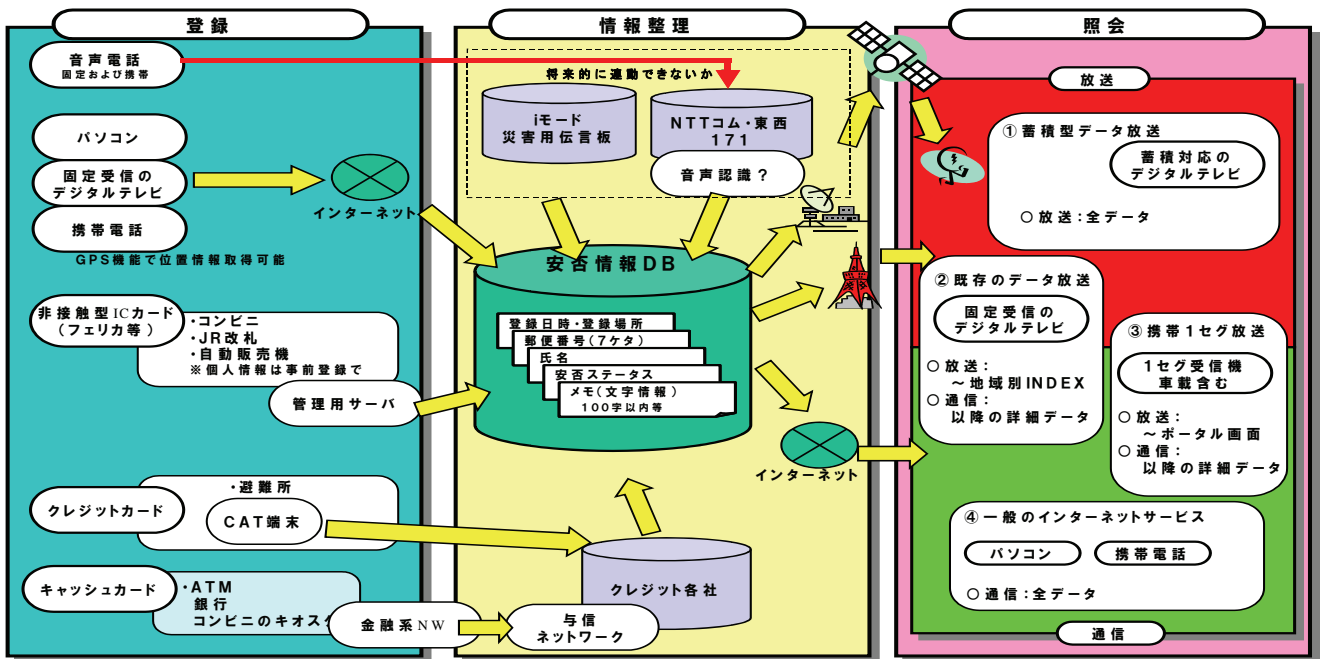 登録
音声電話
固定および携帯
パソコン
固定受信の
デジタルテレビ
携帯電話
GPS機能で位置情報取得可能
インターネット
非接触型ICカード
(フェリカ等)
・コンビニ
・JR改札
・自動販売機
※個人情報は事前登録で
管理用サーバ
クレジットカード
・避難所
CAT端末
キャッシュカード
・ATM
銀行
コンビニのキオスク
金融系NW
情報整理
将来的に連動できないか
iモード
災害用伝言板
NTTコム・東西
171
音声認識?
安否情報DB
登録日時・登録場所
郵便番号(7ケタ)
氏名
安否ステータス
メモ(文字情報)
100字以内等
インターネット
クレジット各社
与信
ネットワーク
照会
放送
①蓄積型データ放送
蓄積対応の
デジタルテレビ
○放送:全データ
②既存のデータ放送
固定受信の
デジタルテレビ
○放送:
～地域別INDEX
○通信:
以降の詳細データ
③携帯1セグ放送
1セグ受信機
車載含む
○放送:
～ポータル画面
○通信:
以降の詳細データ
④一般のインターネットサービス
パソコン
携帯電話
○通信:全データ
通信